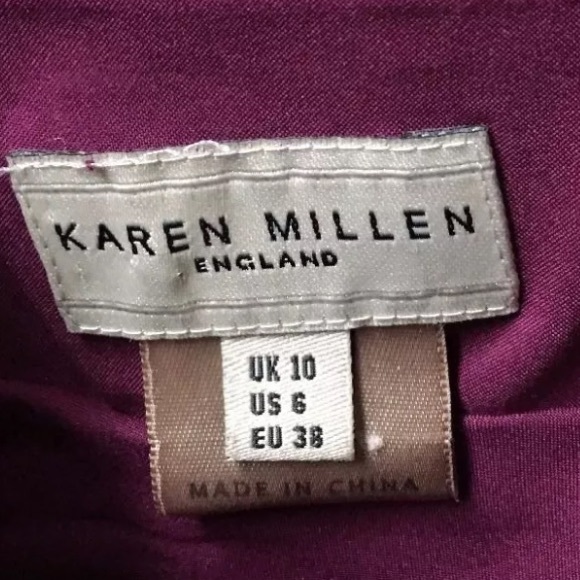 KAREN MILLEN
ENGLAND
UK 10
US 6
EU 38
MADE IN CHINA